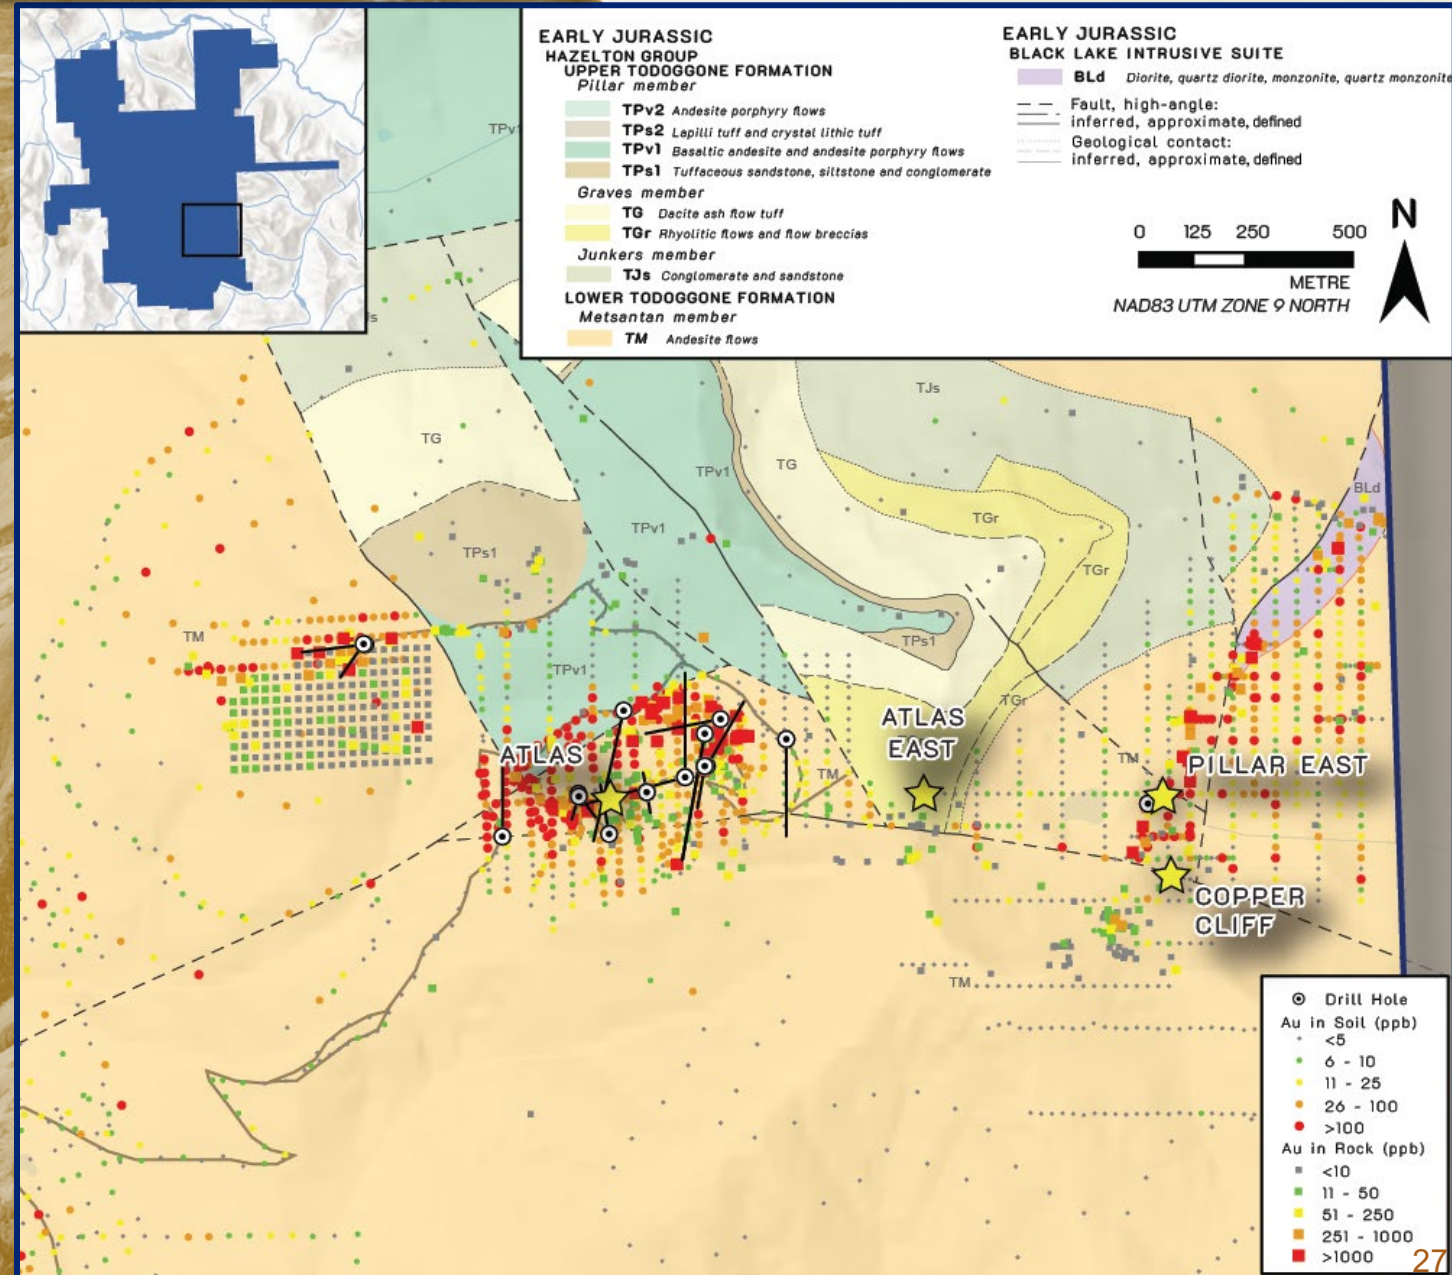 EARLY JURASSIC
HAZELTON GROUP
UPPER TODOGGONE FORMATION
Pillar member
TPv2 Andesite porphyry flows
TPs2 Lapilli tuff and crystal lithic tuff
TPv1 Basaltic andesite and andesite porphyry flows
TPs1 Tuffaceous sandstone, siltstone and conglomerate
Graves member
TG Dacite ash flow tuff
TGr Rhyolitic flows and flow breccias
Junkers member
TJs Conglomerate and sandstone
LOWER TODOGGONE FORMATION
Metsantan member
TM Andesite flows
EARLY JURASSIC
BLACK LAKE INTRUSIVE SUITE
BLd Diorite, quartz diorite, monzonite, quartz monzonite
Fault, high-angle:
inferred, approximate, defined
Geological contact:
inferred, approximate, defined
N
0 125 250 500
METRE
NAD83 UTM ZONE 9 NORTH
TPv1
TJs
TG
TPv1
TG
BLd
TGr
TPv1
TPs1
TGr
TM
TPs1
TPv1
TGr
ATLAS
EAST
ATLAS
TM
TM
PILLAR EAST
COPPER
CLIFF
TM
Drill Hole
Au in Soil (ppb)
<5
6 - 10
11 - 25
26 - 100
>100
Au in Rock (ppb)
<10
11 - 50
51 - 250
251 - 1000
>1000
27